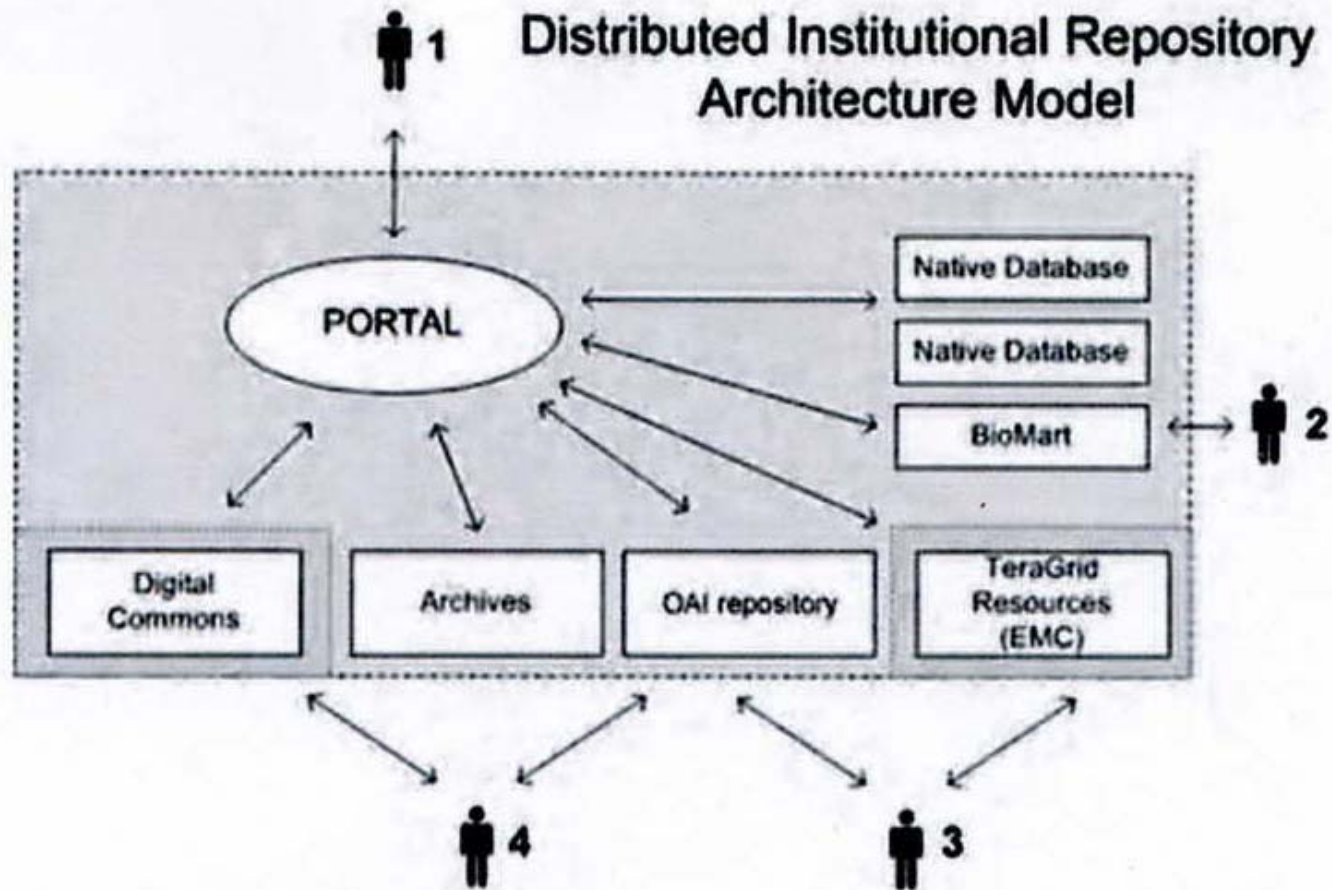 1
Distributed Institutional Repository
Architecture Model
PORTAL
Native Database
Native Database
BioMart
2
Digital
Commons
Archives
OAI repository
TeraGrid
Resources
(EMC)
4
3